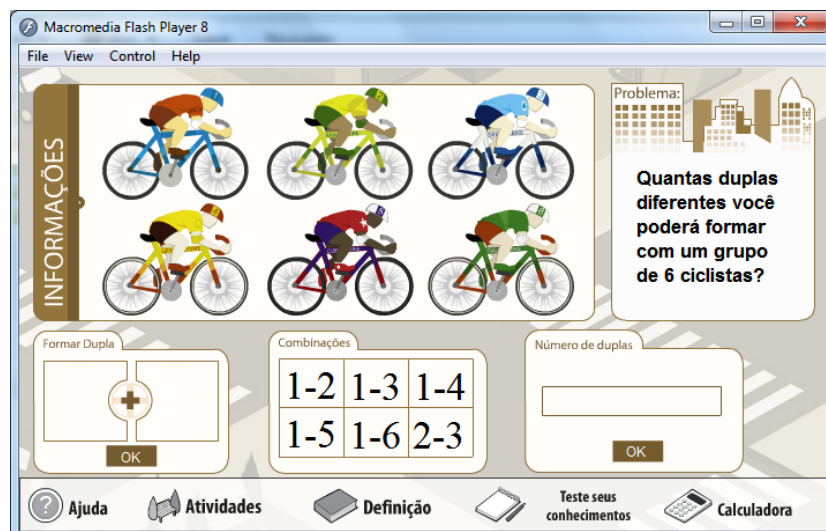 Macromedia Flash Player 8
File View Control Help
INFORMAÇÕES
Problema:
Quantas duplas
diferentes você
poderá formar
com um grupo
de 6 ciclistas?
Formar Dupla
OK
Combinações
1-2 1-3 1-4
1-5 1-6 2-3
Número de duplas
OK
Ajuda
Atividades
Definição
Teste seus
conhecimentos
Calculadora